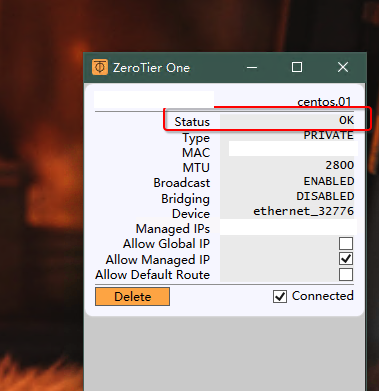 ZeroTier One
centos.01
Status OK
Type PRIVATE
MAC
MTU 2800
Broadcast ENABLED
Bridging DISABLED
Device ethernet_32776
Managed IPs
Allow Global IP
Allow Managed IP
Allow Default Route
Delete Connected